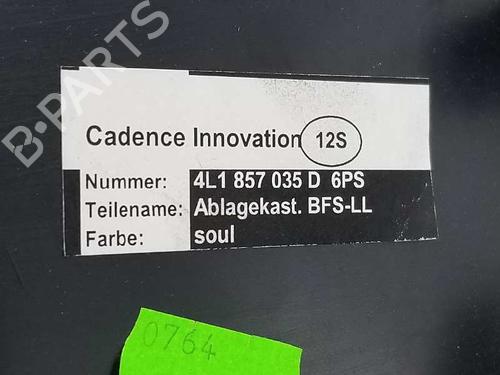 B-PARTS
Cadence Innovation 12S
Nummer: 4L1 857 035 D 6PS
Teilename: Ablagekast. BFS-LL
Farbe: soul
0764